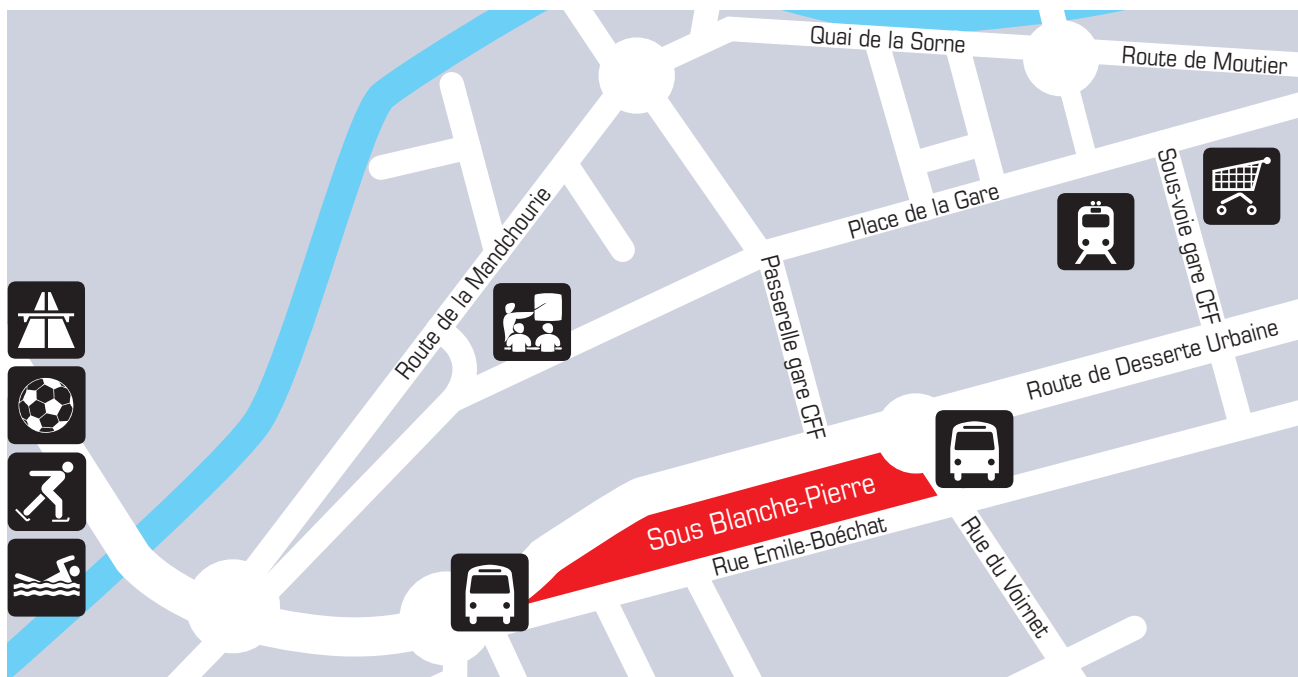 Quai de la Sorne
Route de Moutier
Sous-voie gare CFF
Route de la Mandchourie
Place de la Gare
Passerelle gare CFF
Route de Desserte Urbaine
Sous Blanche-Pierre
Rue Emile-Boéchat
Rue du Voirnet